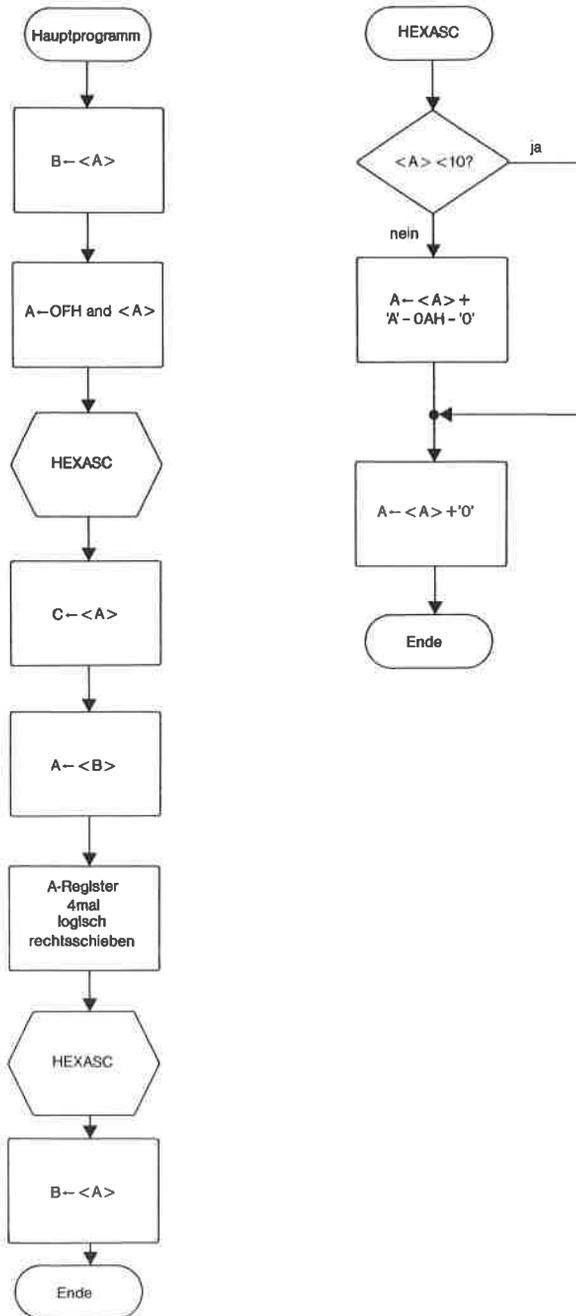 Hauptprogramm
B←<A>
A←OFH and <A>
HEXASC
C←<A>
A←<B>
A-Register
4mal
logisch
rechtsschieben
HEXASC
B←<A>
Ende
HEXASC
<A> <10?
ja
nein
A←<A> +
'A' - 0AH - '0'
A←<A> +'0'
Ende